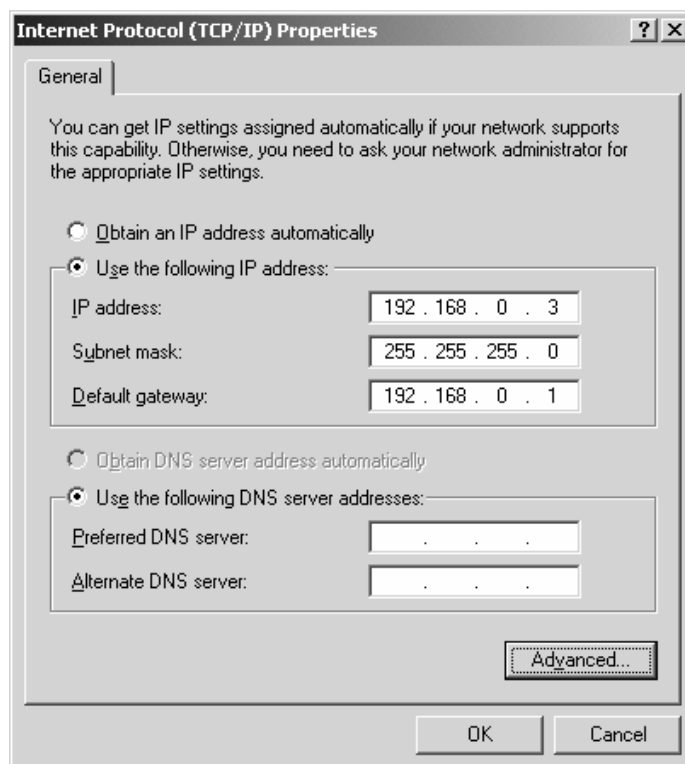 Internet Protocol (TCP/IP) Properties
General
You can get IP settings assigned automatically if your network supports
this capability. Otherwise, you need to ask your network administrator for
the appropriate IP settings.
Obtain an IP address automatically
Use the following IP address:
IP address: 192 . 168 . 0 . 3
Subnet mask: 255 . 255 . 255 . 0
Default gateway: 192 . 168 . 0 . 1
Obtain DNS server address automatically
Use the following DNS server addresses:
Preferred DNS server: . . .
Alternate DNS server: . . .
Advanced...
OK Cancel